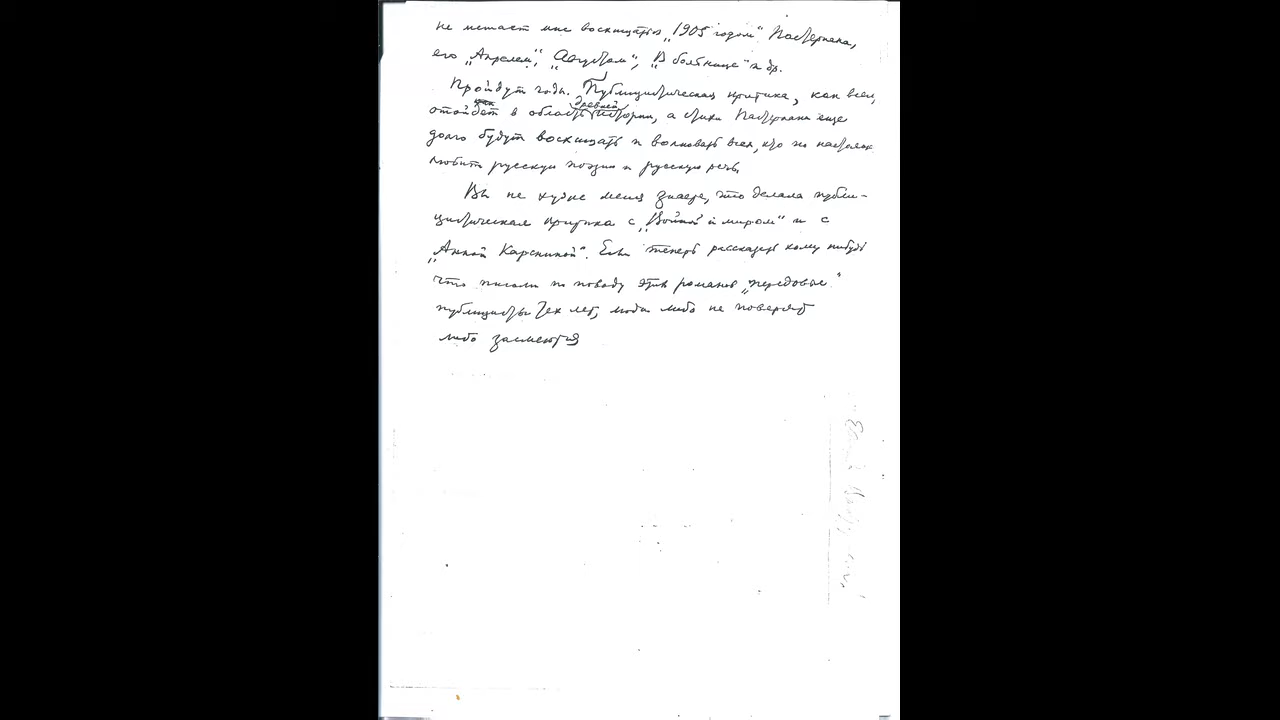 не мешает мне восхищаться „1905 годом“ Пастернака,
его „Апрелем“, „Августом“, „В больнице“ и др.
Пройдут годы. Публицистическая критика, как всегда,
отойдет в область древней истории, а стихи Пастернака еще
долго будут восхищать и волновать всех, кто по настоящ.
любит русскую поэзию и русскую речь.
Вы не хуже меня знаете, что делала публи-
цистическая критика с „Войной и миром“ и с
„Анной Карениной“. Если теперь рассказать кому нибудь
что писали по поводу этих романов „передовые“
публицисты тех лет, люди либо не поверят
либо засмеются